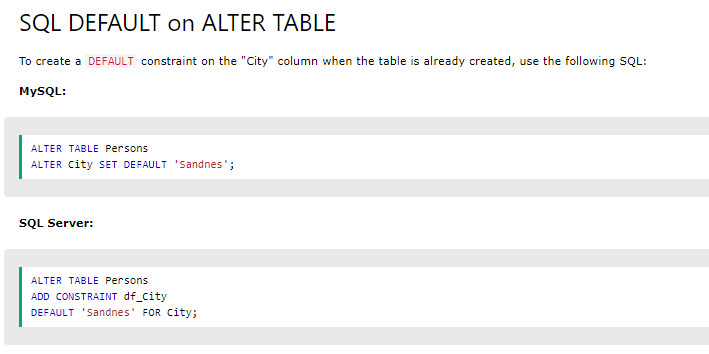 SQL DEFAULT on ALTER TABLE
To create a DEFAULT constraint on the "City" column when the table is already created, use the following SQL:
MySQL:
ALTER TABLE Persons
ALTER City SET DEFAULT 'Sandnes';
SQL Server:
ALTER TABLE Persons
ADD CONSTRAINT df_City
DEFAULT 'Sandnes' FOR City;